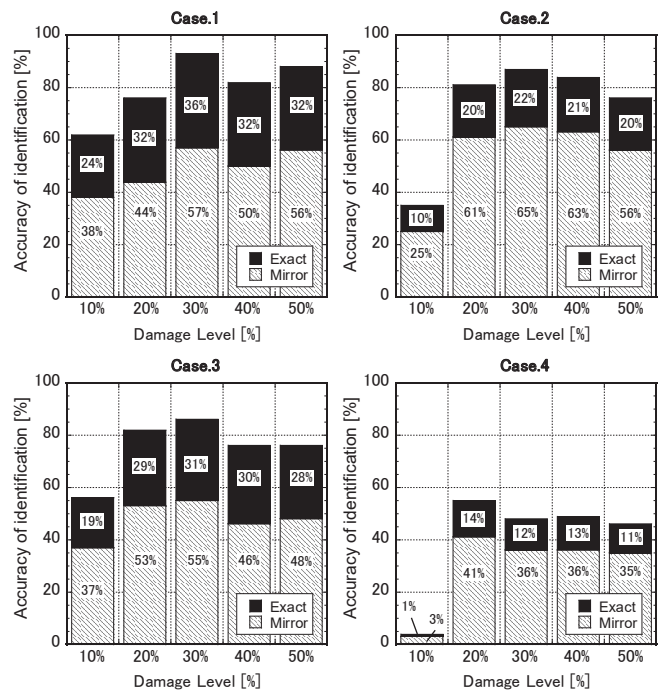 Case.1
Accuracy of identification [%]
100
80
60
40
20
0
24%
32%
36%
32%
32%
38%
44%
57%
50%
56%
Exact
Mirror
10% 20% 30% 40% 50%
Damage Level [%]
Case.2
Accuracy of identification [%]
100
80
60
40
20
0
10%
20%
22%
21%
20%
25%
61%
65%
63%
56%
Exact
Mirror
10% 20% 30% 40% 50%
Damage Level [%]
Case.3
Accuracy of identification [%]
100
80
60
40
20
0
19%
29%
31%
30%
28%
37%
53%
55%
46%
48%
Exact
Mirror
10% 20% 30% 40% 50%
Damage Level [%]
Case.4
Accuracy of identification [%]
100
80
60
40
20
0
1%
14%
12%
13%
11%
3%
41%
36%
36%
35%
Exact
Mirror
10% 20% 30% 40% 50%
Damage Level [%]